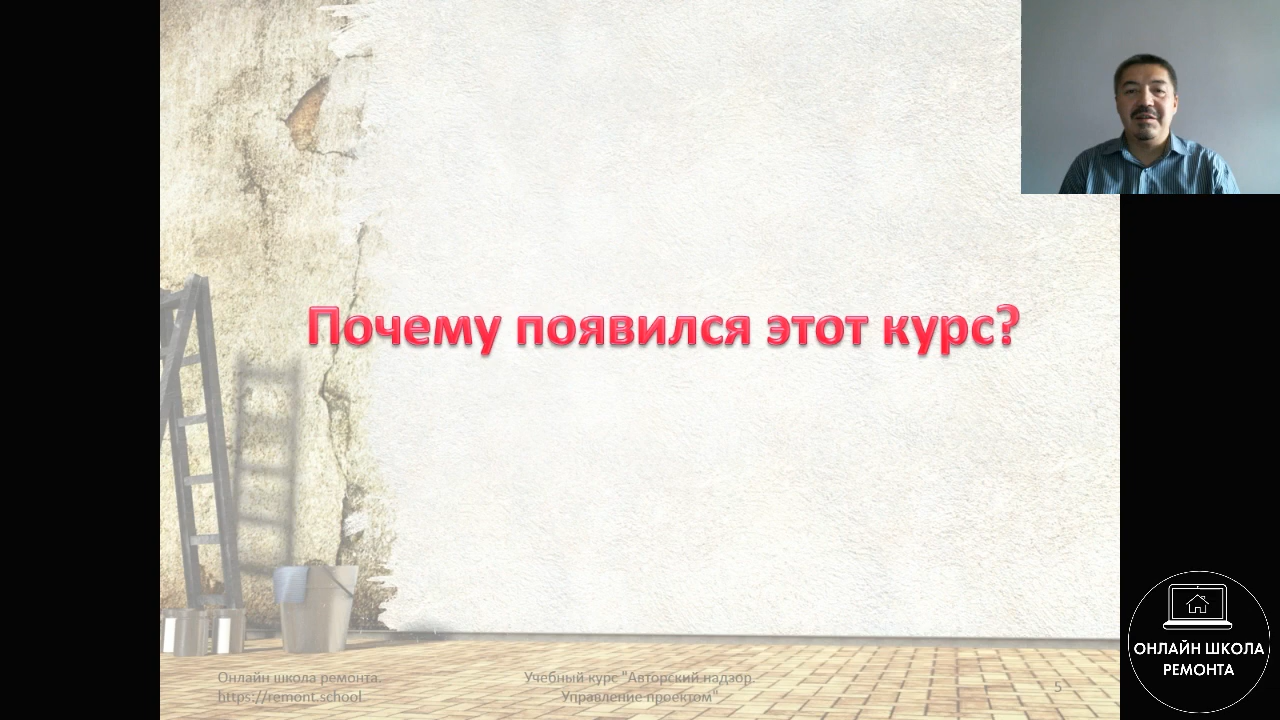 Почему появился этот курс?
Онлайн школа ремонта.
https://remont.school
Учебный курс "Авторский надзор.
Управление проектом"
5
ОНЛАЙН ШКОЛА
РЕМОНТА